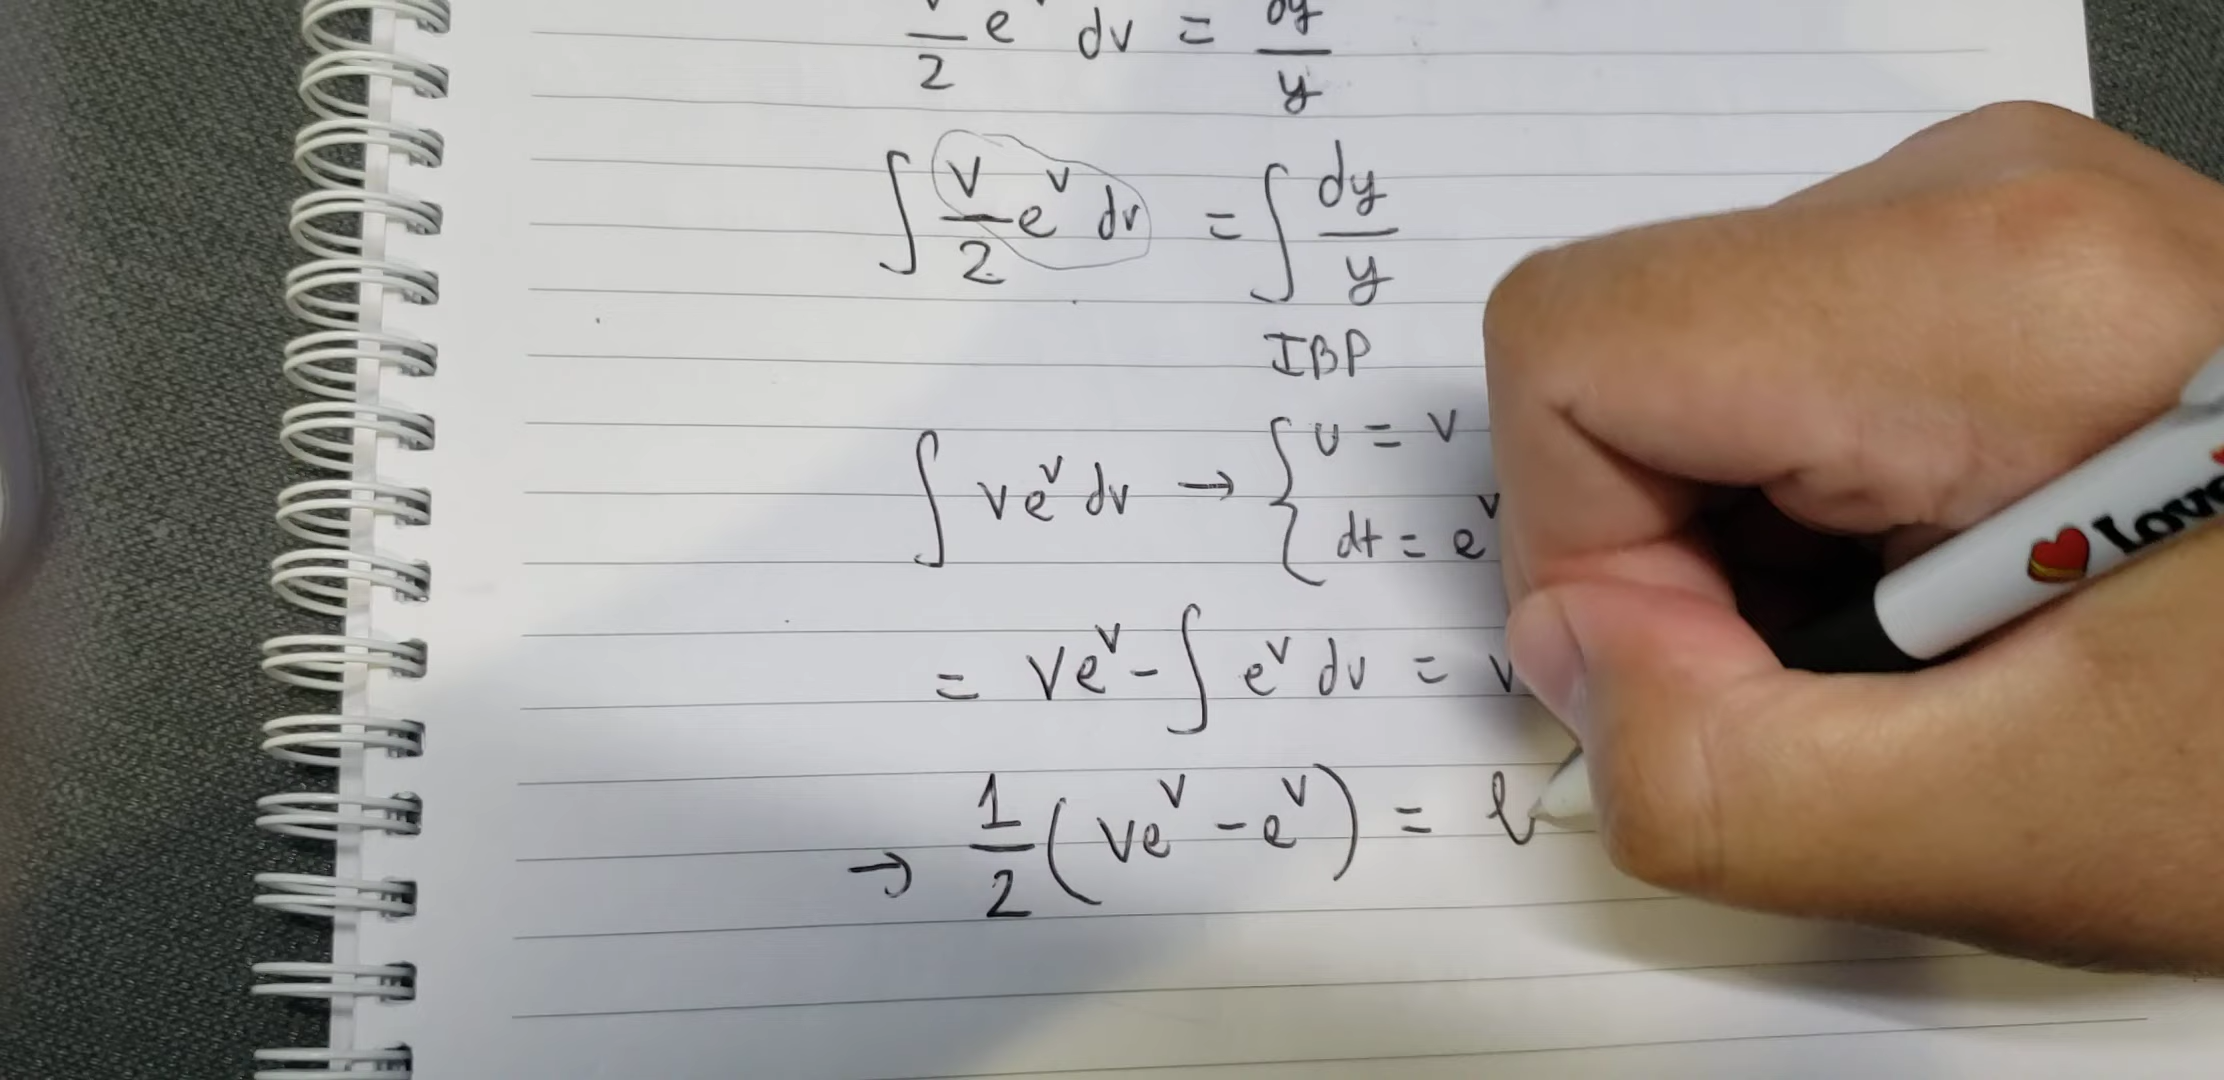 v/2 e^v dv = dy/y
∫ v/2 e^v dv = ∫ dy/y
IBP
∫ ve^v dv → { u = v
dt = e^v
= ve^v - ∫ e^v dv = v
→ 1/2 (ve^v - e^v) = l
Love